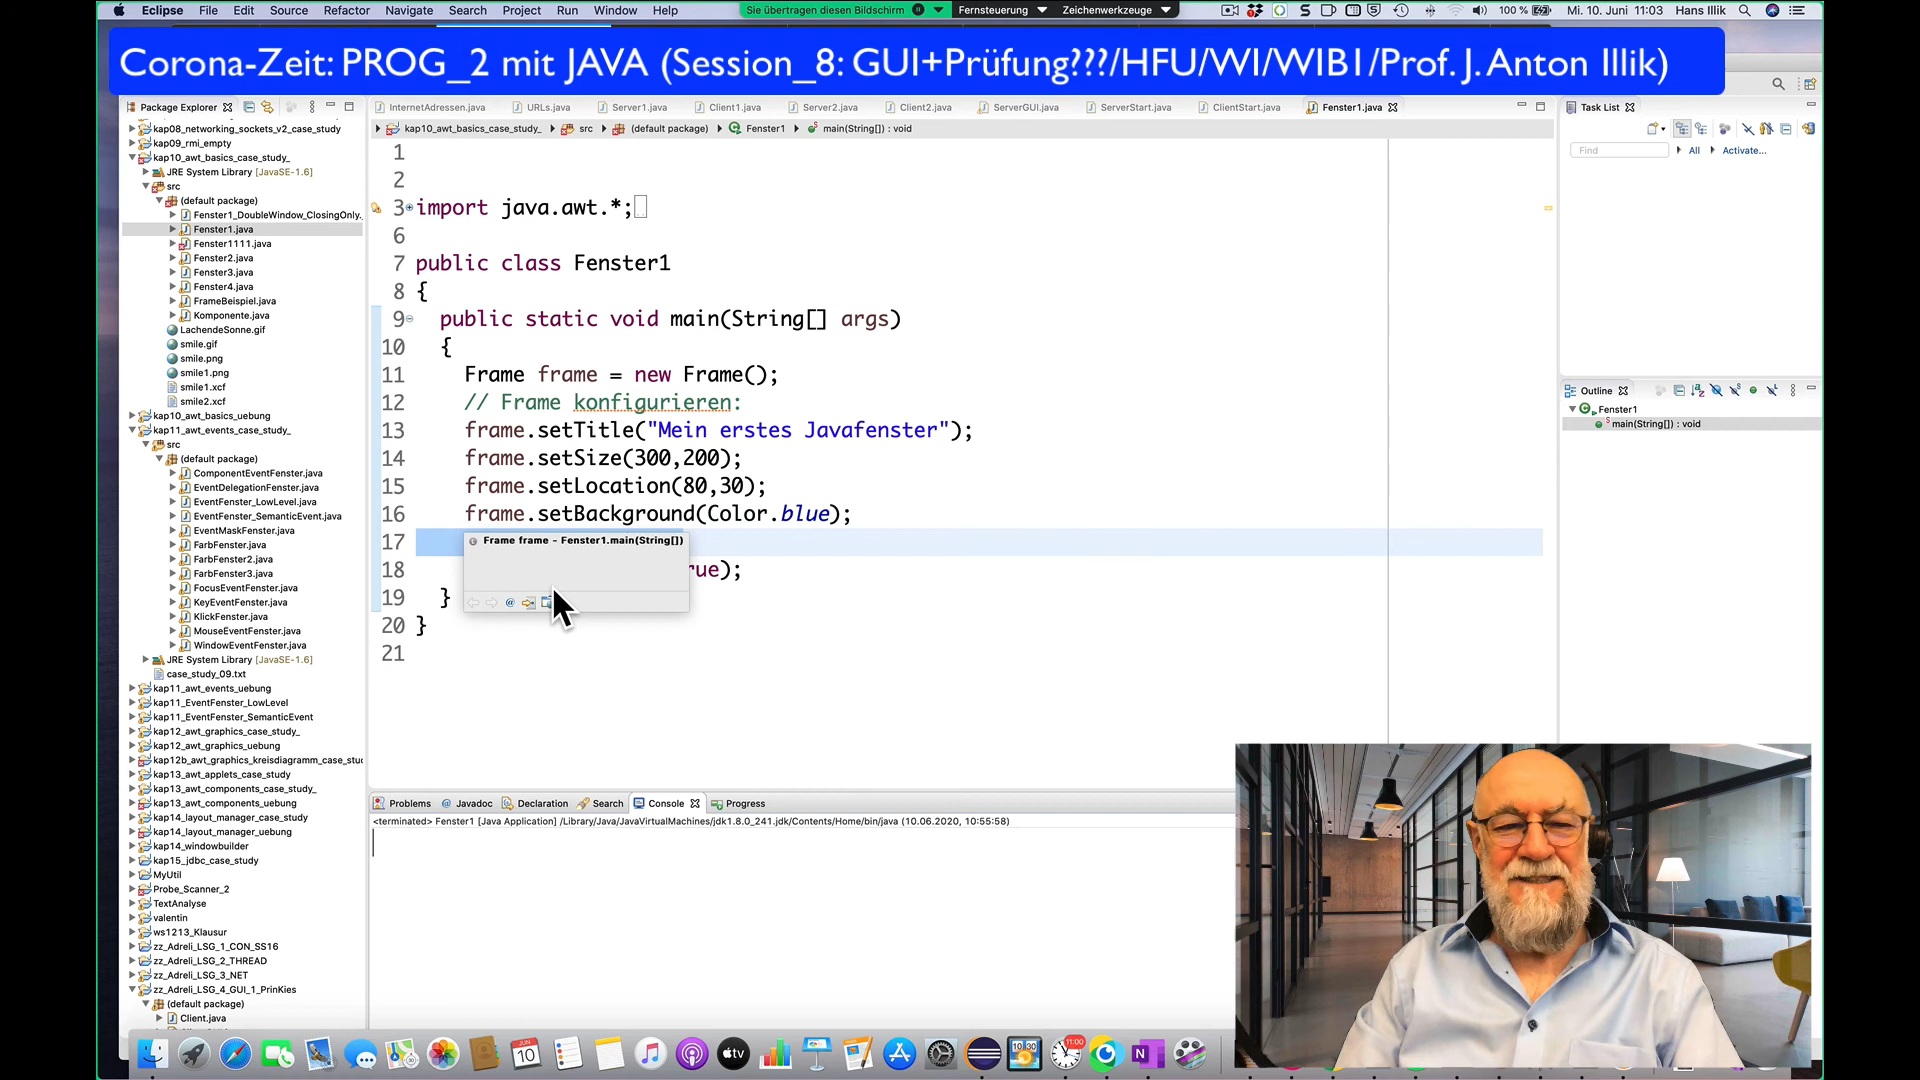 Eclipse File Edit Source Refactor Navigate Search Project Run Window Help
Sie übertragen diesen Bildschirm
Fernsteuerung
Zeichenwerkzeuge
100 %
Mi. 10. Juni 11:03 Hans Illik
Corona-Zeit: PROG_2 mit JAVA (Session_8: GUI+Prüfung???/HFU/WI/WIB1/Prof. J. Anton Illik)
Package Explorer
kap08_networking_sockets_v2_case_study
kap09_rmi_empty
kap10_awt_basics_case_study_
JRE System Library [JavaSE-1.6]
src
(default package)
Fenster1_DoubleWindow_ClosingOnly.
Fenster1.java
Fenster1111.java
Fenster2.java
Fenster3.java
Fenster4.java
FrameBeispiel.java
Komponente.java
LachendeSonne.gif
smile.gif
smile.png
smile1.png
smile1.xcf
smile2.xcf
kap10_awt_basics_uebung
kap11_awt_events_case_study_
src
(default package)
ComponentEventFenster.java
EventDelegationFenster.java
EventFenster_LowLevel.java
EventFenster_SemanticEvent.java
EventMaskFenster.java
FarbFenster.java
FarbFenster2.java
FarbFenster3.java
FocusEventFenster.java
KeyEventFenster.java
KlickFenster.java
MouseEventFenster.java
WindowEventFenster.java
JRE System Library [JavaSE-1.6]
case_study_09.txt
kap11_awt_events_uebung
kap11_EventFenster_LowLevel
kap11_EventFenster_SemanticEvent
kap12_awt_graphics_case_study_
kap12_awt_graphics_uebung
kap12b_awt_graphics_kreisdiagramm_case_stu
kap13_awt_applets_case_study
kap13_awt_components_case_study_
kap13_awt_components_uebung
kap14_layout_manager_case_study
kap14_layout_manager_uebung
kap14_windowbuilder
kap15_jdbc_case_study
MyUtil
Probe_Scanner_2
TextAnalyse
valentin
ws1213_Klausur
zz_Adreli_LSG_1_CON_SS16
zz_Adreli_LSG_2_THREAD
zz_Adreli_LSG_3_NET
zz_Adreli_LSG_4_GUI_1_PrinKies
(default package)
Client.java
InternetAdressen.java URLs.java Server1.java Client1.java Server2.java Client2.java ServerGUI.java ServerStart.java ClientStart.java Fenster1.java
kap10_awt_basics_case_study_ src (default package) Fenster1 main(String[]) : void
1
2
3 import java.awt.*;
6
7 public class Fenster1
8 {
9 public static void main(String[] args)
10 {
11 Frame frame = new Frame();
12 // Frame konfigurieren:
13 frame.setTitle("Mein erstes Javafenster");
14 frame.setSize(300,200);
15 frame.setLocation(80,30);
16 frame.setBackground(Color.blue);
17
Frame frame - Fenster1.main(String[])
18 rue);
19 }
20 }
21
Problems @ Javadoc Declaration Search Console Progress
<terminated> Fenster1 [Java Application] /Library/Java/JavaVirtualMachines/jdk1.8.0_241.jdk/Contents/Home/bin/java (10.06.2020, 10:55:58)
Task List
Find
All
Activate...
Outline
Fenster1
main(String[]) : void
JUN
10
tv
11:00
10:30
N